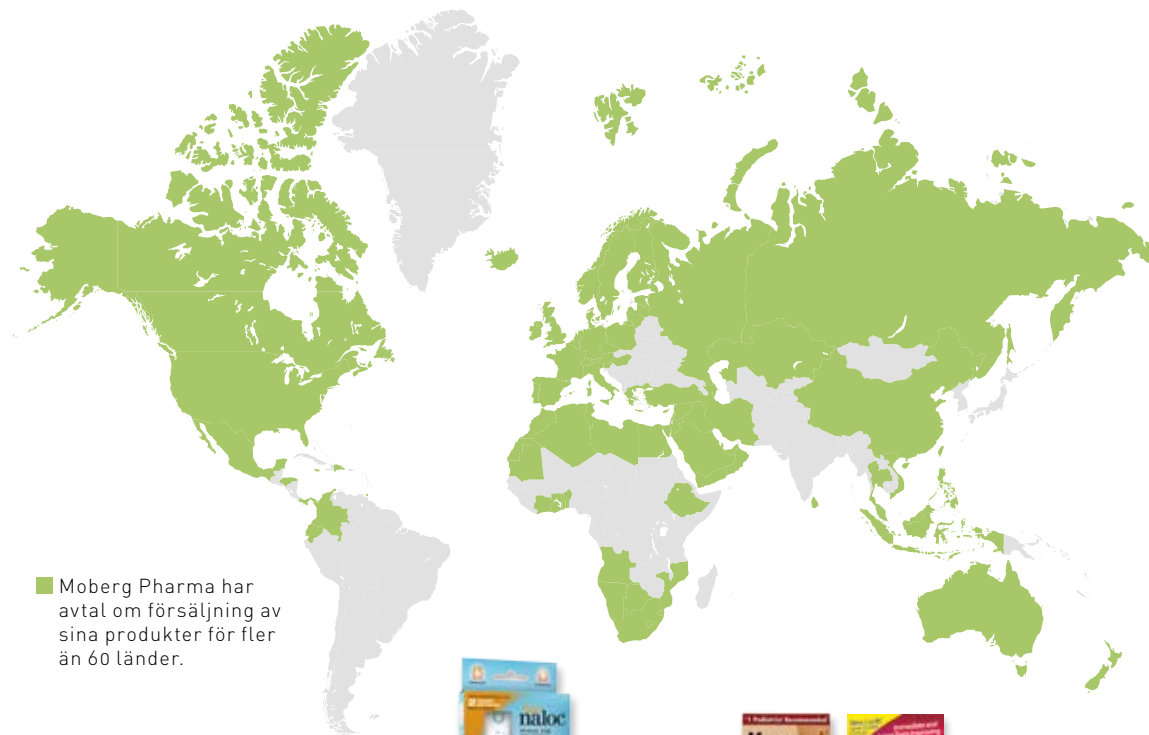 Moberg Pharma har
avtal om försäljning av
sina produkter för fler
än 60 länder.
naloc